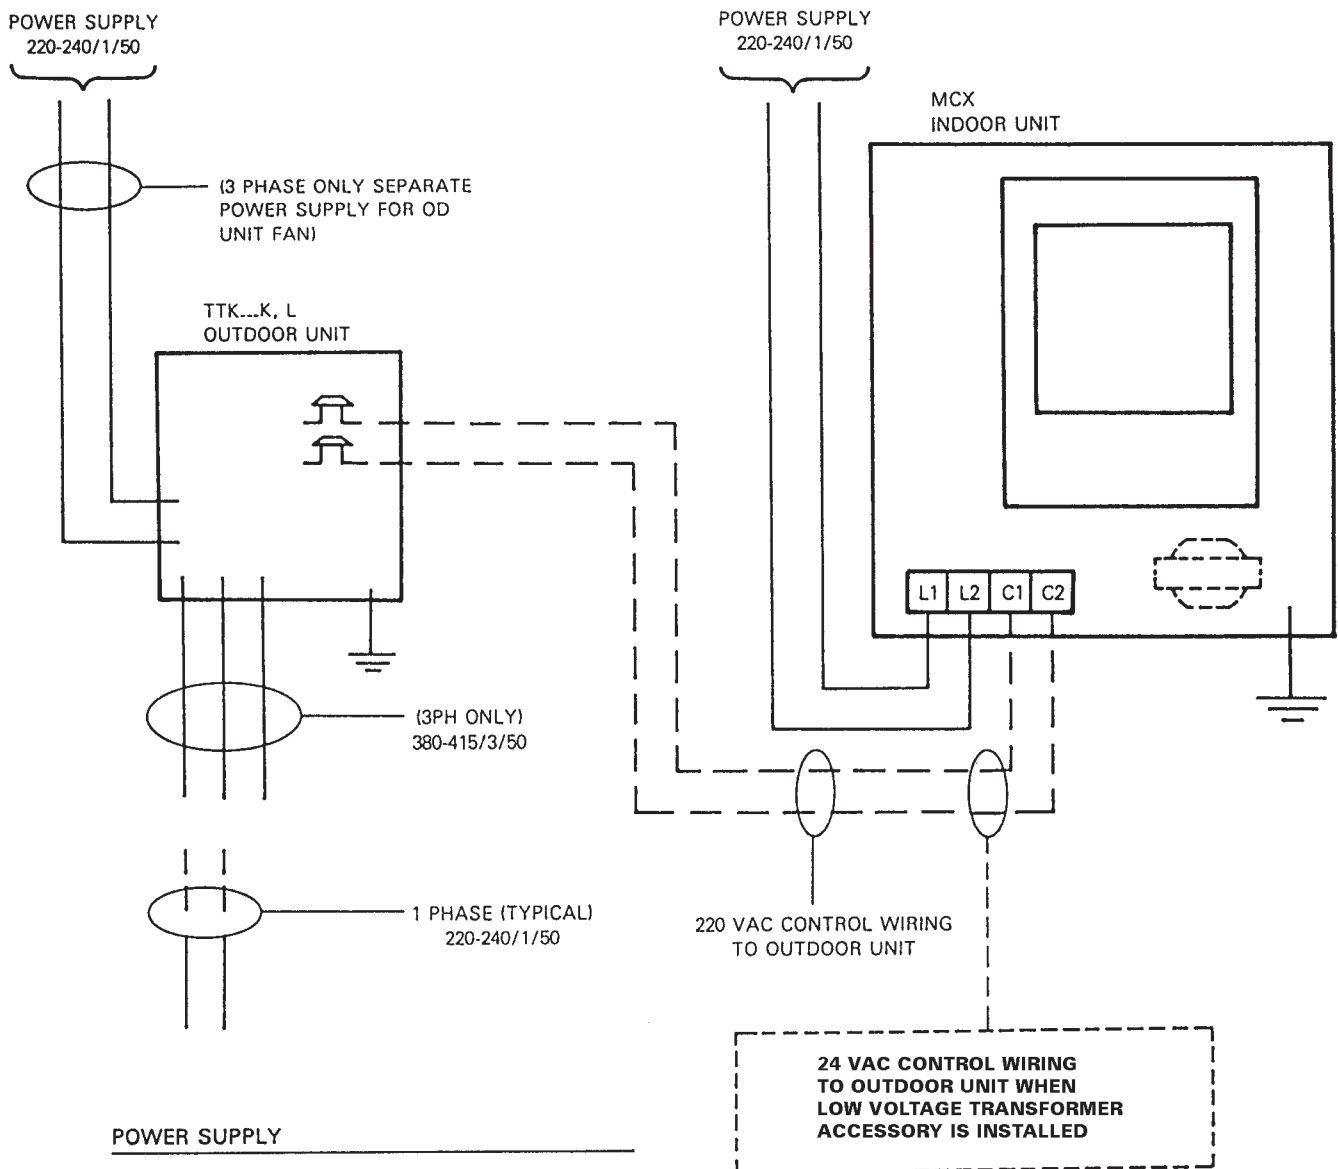 POWER SUPPLY
220-240/1/50
POWER SUPPLY
220-240/1/50
MCX
INDOOR UNIT
(3 PHASE ONLY SEPARATE
POWER SUPPLY FOR OD
UNIT FAN)
TTK---K, L
OUTDOOR UNIT
L1 L2 C1 C2
(3PH ONLY)
380-415/3/50
1 PHASE (TYPICAL)
220-240/1/50
220 VAC CONTROL WIRING
TO OUTDOOR UNIT
24 VAC CONTROL WIRING
TO OUTDOOR UNIT WHEN
LOW VOLTAGE TRANSFORMER
ACCESSORY IS INSTALLED
POWER SUPPLY